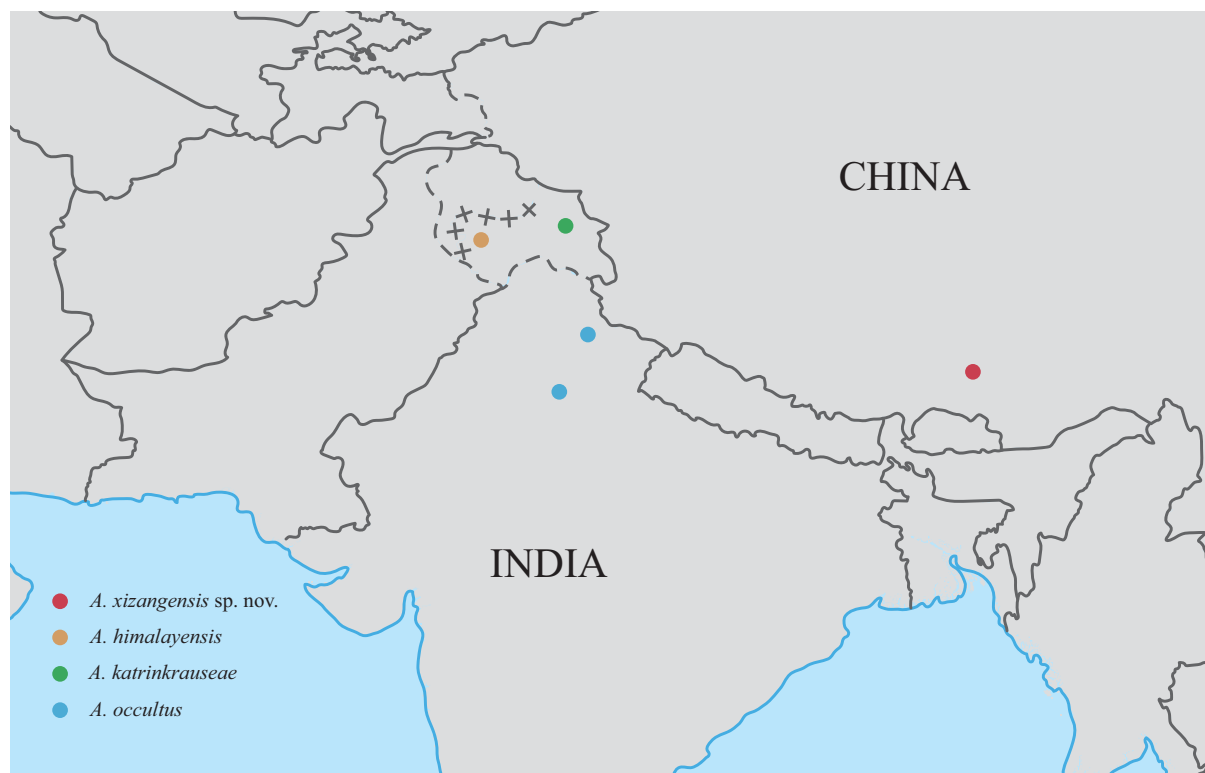 CHINA
INDIA
A. xizangensis sp. nov.
A. himalayensis
A. katrinkrauseae
A. occultus